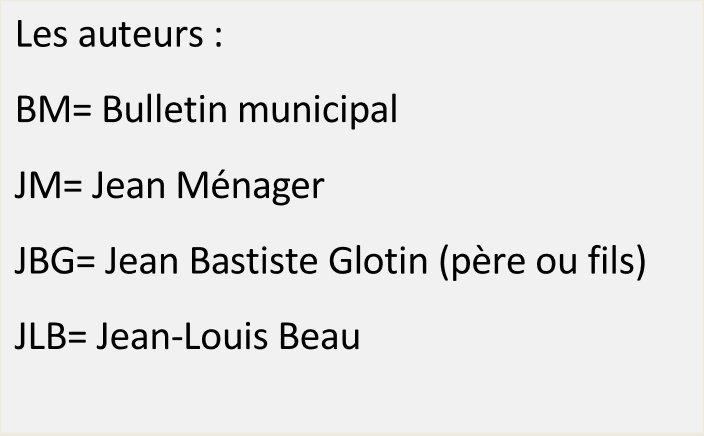 Les auteurs :
BM= Bulletin municipal
JM= Jean Ménager
JBG= Jean Bastiste Glotin (père ou fils)
JLB= Jean-Louis Beau